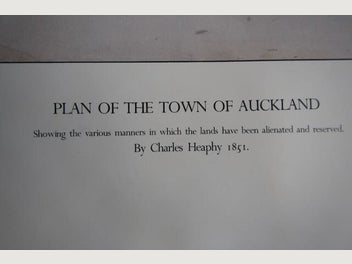 PLAN OF THE TOWN OF AUCKLAND
Showing the various manners in which the lands have been alienated and reserved.
By Charles Heaphy 1851.